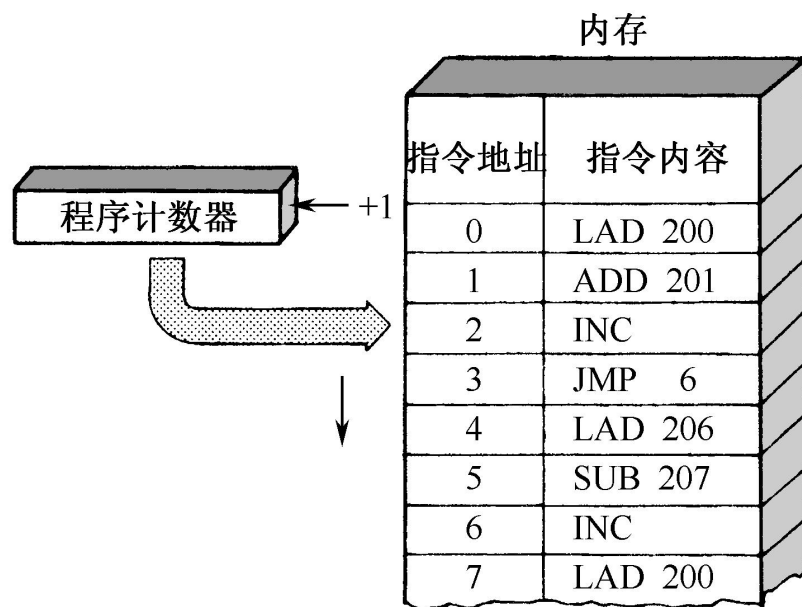 内存
指令地址 指令内容
程序计数器 +1
0 LAD 200
1 ADD 201
2 INC
3 JMP 6
4 LAD 206
5 SUB 207
6 INC
7 LAD 200